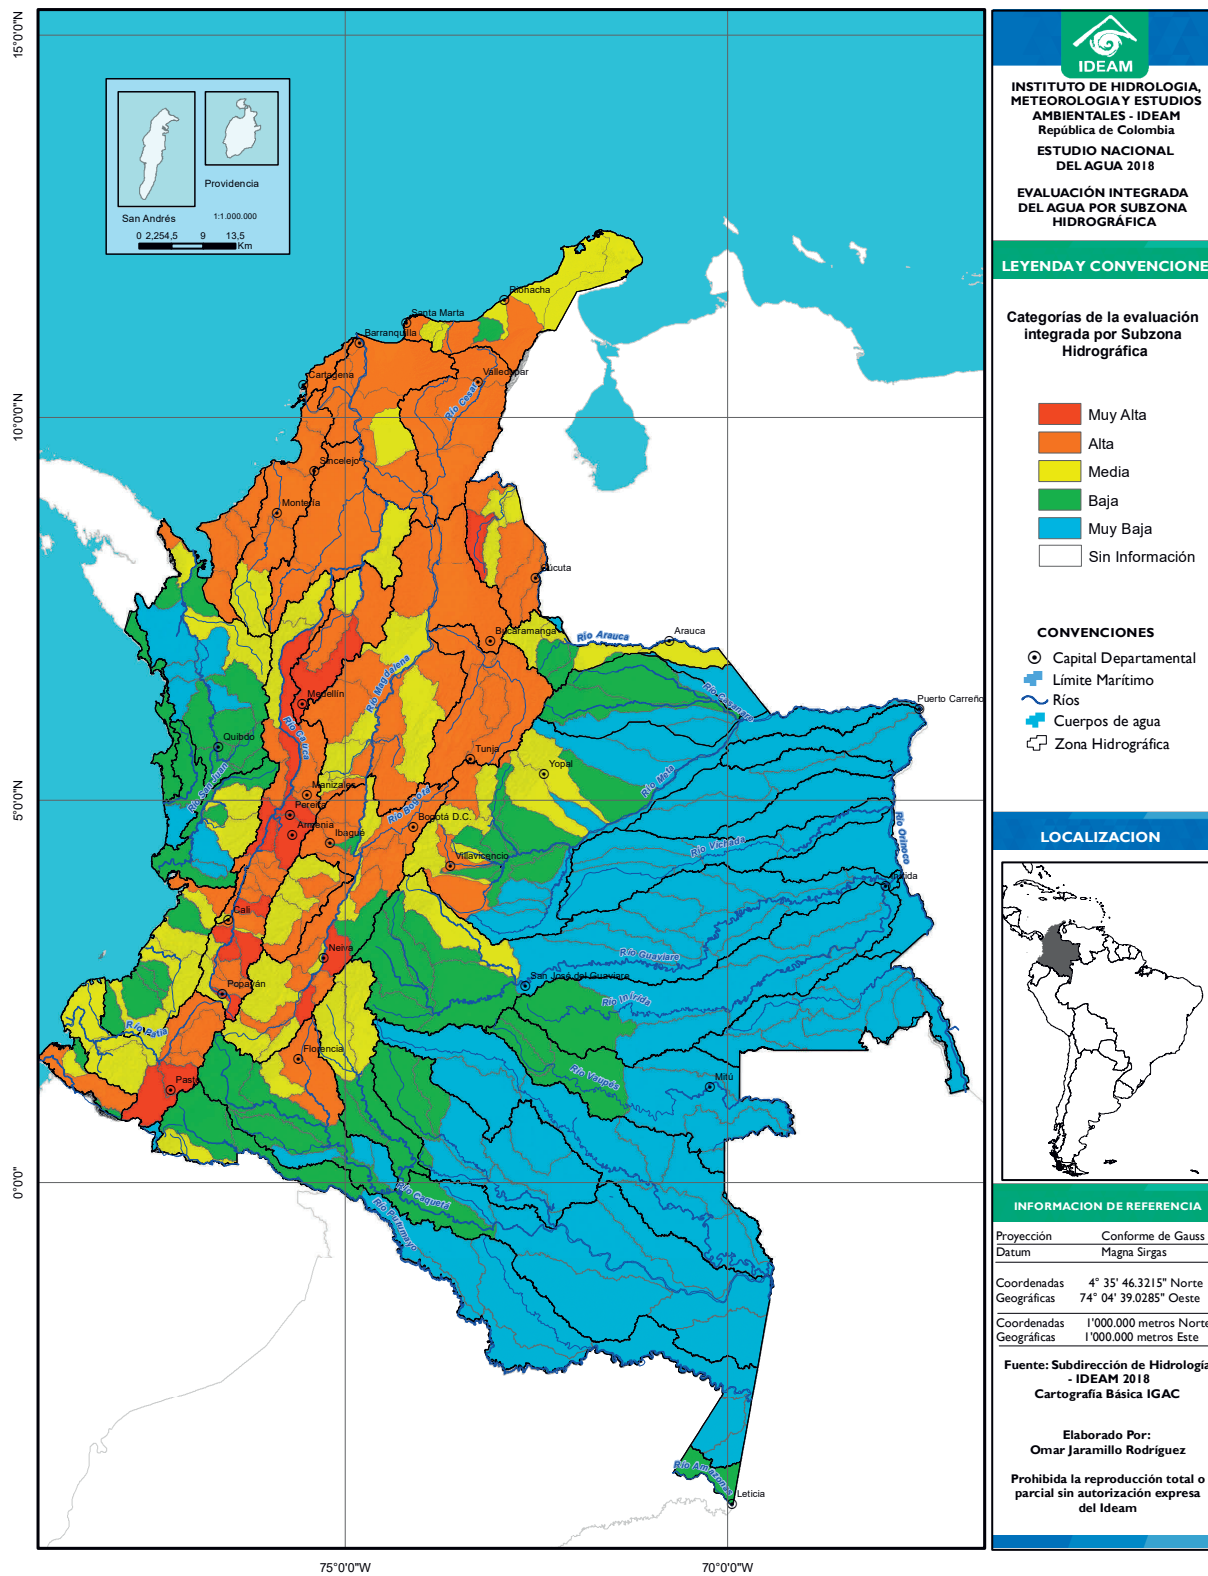 15°0'0"N
10°0'0"N
5°0'0"N
0°0'0"
75°0'0"W
70°0'0"W
San Andrés
Providencia
1:1.000.000
0 2,254,5 9 13,5
Km
Riohacha
Santa Marta
Barranquilla
Cartagena
Valledupar
Río Cesar
Sincelejo
Montería
Cúcuta
Bucaramanga
Río Arauca
Arauca
Río Magdalena
Río Casanare
Puerto Carreño
Medellín
Río Cauca
Quibdo
Río San Juan
Tunja
Yopal
Río Meta
Manizales
Pereira
Armenia
Ibagué
Río Bogotá
Bogotá D.C.
Villavicencio
Río Vichada
Río Orinoco
Inírida
Cali
Neiva
Río Guaviare
San José del Guaviare
Río Inírida
Popayán
Río Patía
Florencia
Río Vaupés
Mitú
Pasto
Río Caquetá
Río Putumayo
Río Amazonas
Leticia
IDEAM
INSTITUTO DE HIDROLOGIA,
METEOROLOGIA Y ESTUDIOS
AMBIENTALES - IDEAM
República de Colombia
ESTUDIO NACIONAL
DEL AGUA 2018
EVALUACIÓN INTEGRADA
DEL AGUA POR SUBZONA
HIDROGRÁFICA
LEYENDA Y CONVENCIONE
Categorías de la evaluación
integrada por Subzona
Hidrográfica
Muy Alta
Alta
Media
Baja
Muy Baja
Sin Información
CONVENCIONES
Capital Departamental
Límite Marítimo
Ríos
Cuerpos de agua
Zona Hidrográfica
LOCALIZACION
INFORMACION DE REFERENCIA
Proyección Conforme de Gauss
Datum Magna Sirgas
Coordenadas 4° 35' 46.3215" Norte
Geográficas 74° 04' 39.0285" Oeste
Coordenadas 1'000.000 metros Norte
Geográficas 1'000.000 metros Este
Fuente: Subdirección de Hidrología
- IDEAM 2018
Cartografía Básica IGAC
Elaborado Por:
Omar Jaramillo Rodríguez
Prohibida la reproducción total o
parcial sin autorización expresa
del Ideam